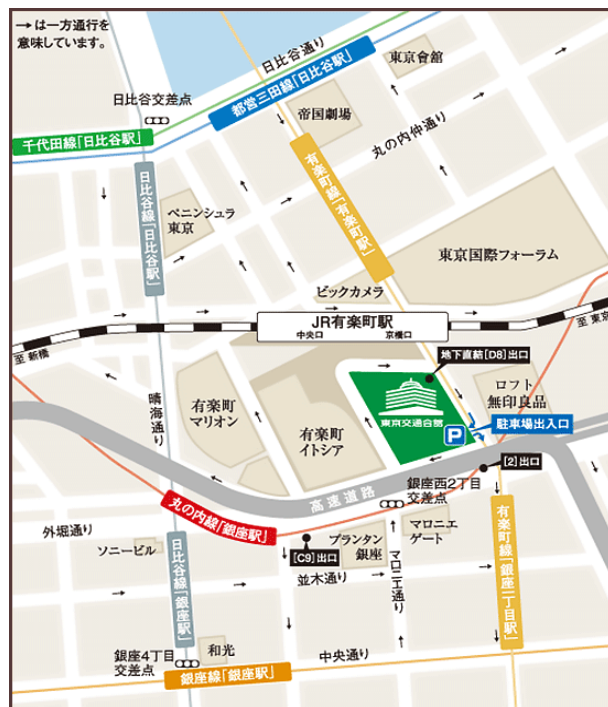 →は一方通行を
意味しています。
日比谷通り
東京會舘
都営三田線「日比谷駅」
日比谷交差点
帝国劇場
千代田線「日比谷駅」
丸の内仲通り
有楽町線「有楽町駅」
日比谷線「日比谷駅」
ペニンシュラ
東京
東京国際フォーラム
ビックカメラ
JR有楽町駅
中央口
京橋口
至 新橋
至 東京
地下直結[D8]出口
ロフト
無印良品
晴海通り
有楽町
マリオン
有楽町
イトシア
東京交通会館
P
駐車場出入口
[2]出口
高速道路
銀座西2丁目
交差点
丸の内線「銀座駅」
外堀通り
ソニービル
[C9]出口
プランタン
銀座
マロニエ
ゲート
並木通り
マロニエ通り
日比谷線「銀座駅」
有楽町線「銀座一丁目駅」
和光
銀座4丁目
交差点
中央通り
銀座線「銀座駅」